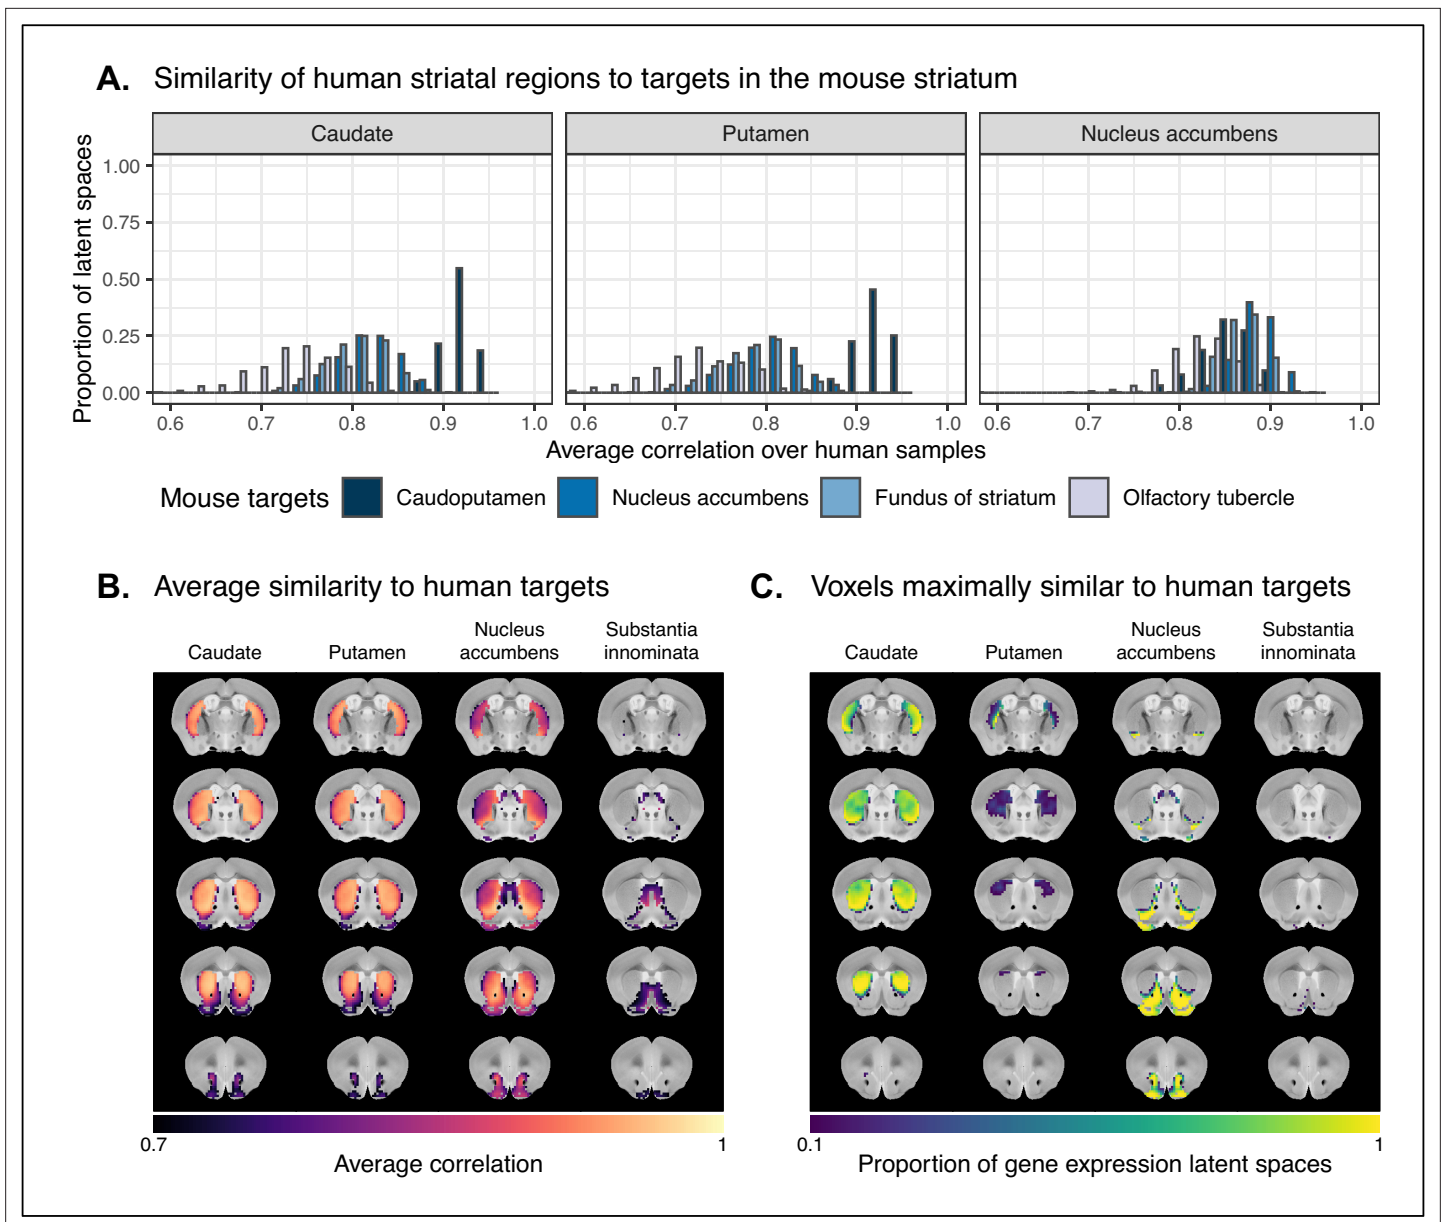 A. Similarity of human striatal regions to targets in the mouse striatum
Caudate
Putamen
Nucleus accumbens
Proportion of latent spaces
1.00
0.75
0.50
0.25
0.00
0.6 0.7 0.8 0.9 1.0
0.6 0.7 0.8 0.9 1.0
0.6 0.7 0.8 0.9 1.0
Average correlation over human samples
Mouse targets Caudoputamen Nucleus accumbens Fundus of striatum Olfactory tubercle
B. Average similarity to human targets
Caudate
Putamen
Nucleus
accumbens
Substantia
innominata
0.7 1
Average correlation
C. Voxels maximally similar to human targets
Caudate
Putamen
Nucleus
accumbens
Substantia
innominata
0.1 1
Proportion of gene expression latent spaces